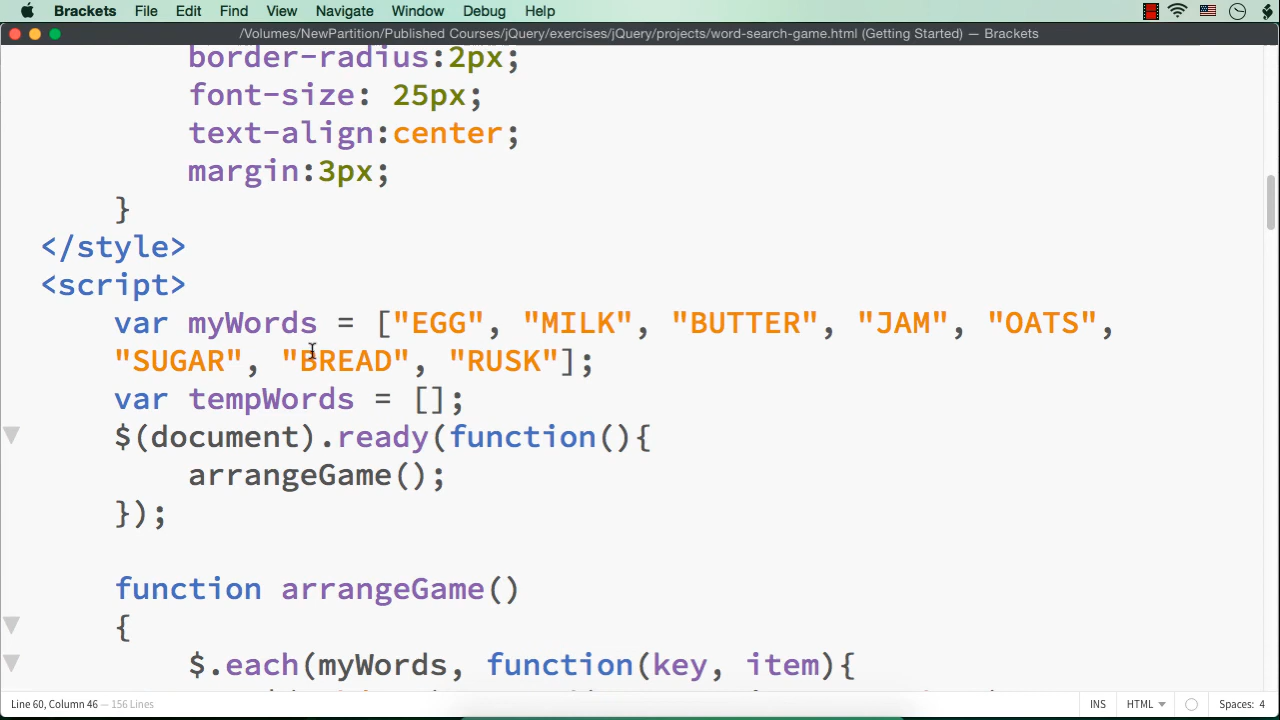 Brackets File Edit Find View Navigate Window Debug Help
/Volumes/NewPartition/Published Courses/jQuery/exercises/jQuery/projects/word-search-game.html (Getting Started) — Brackets
border-radius:2px;
font-size: 25px;
text-align:center;
margin:3px;
}
</style>
<script>
var myWords = ["EGG", "MILK", "BUTTER", "JAM", "OATS",
"SUGAR", "BREAD", "RUSK"];
var tempWords = [];
$(document).ready(function(){
arrangeGame();
});
function arrangeGame()
{
$.each(myWords, function(key, item){
Line 60, Column 46 — 156 Lines INS HTML Spaces: 4